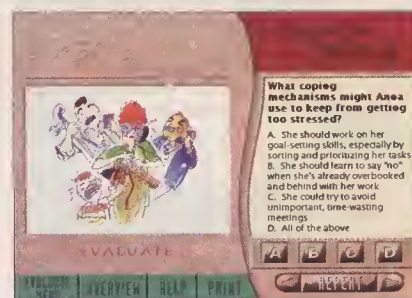 What coping
mechanisms might Anna
use to keep from getting
too stressed?
A. She should work on her
goal-setting skills, especially by
sorting and prioritizing her tasks
B. She should learn to say "no"
when she's already overbooked
and behind with her work
C. She could try to avoid
unimportant, time-wasting
meetings
D. All of the above
EVALUATE
A B C D
OVERVIEW HELP PRINT
REPEAT